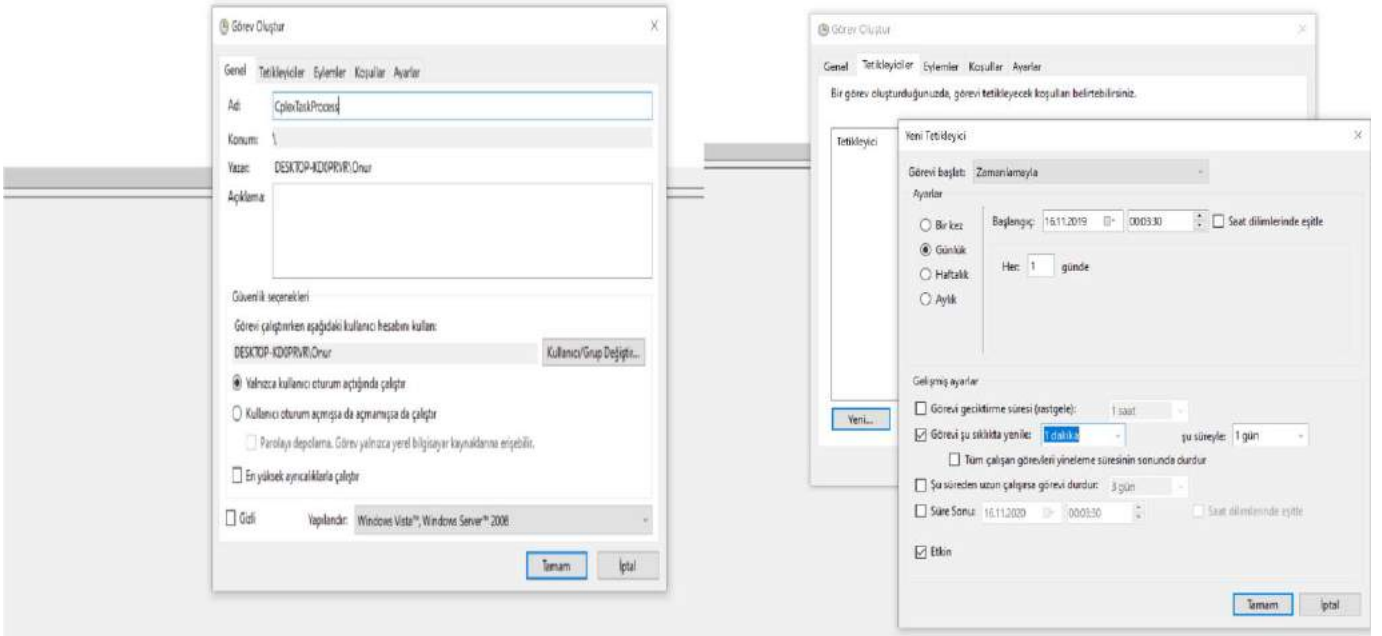 Görev Oluştur
Genel Tetikleyiciler Eylemler Koşullar Ayarlar
Adı: CplexTaskProcess
Konum: \
Yazar: DESKTOP-KD0PRVR\Onur
Açıklama:
Güvenlik seçenekleri
Görevi çalıştırırken aşağıdaki kullanıcı hesabını kullan:
DESKTOP-KD0PRVR\Onur Kullanıcı/Grup Değiştir...
Yalnızca kullanıcı oturum açtığında çalıştır
Kullanıcı oturum açmışsa da açmamışsa da çalıştır
Parolayı depolama. Görev yalnızca yerel bilgisayar kaynaklarına erişebilir.
En yüksek ayrıcalıklarla çalıştır
Gizli Yapılandır: Windows Vista™, Windows Server™ 2008
Tamam İptal
Görev Oluştur
Genel Tetikleyiciler Eylemler Koşullar Ayarlar
Bir görev oluşturduğunuzda, görevi tetikleyecek koşulları belirtebilirsiniz.
Tetikleyici
Yeni...
Yeni Tetikleyici
Görevi başlat: Zamanlamayla
Ayarlar
Bir kez
Günlük
Haftalık
Aylık
Başlangıç: 16.11.2019 00:03:30 Saat dilimlerinde eşitle
Her: 1 günde
Gelişmiş ayarlar
Görevi geciktirme süresi (rastgele): 1 saat
Görevi şu sıklıkta yenile: 1 dakika şu süreyle: 1 gün
Tüm çalışan görevleri yineleme süresinin sonunda durdur
Şu süreden uzun çalışırsa görevi durdur: 3 gün
Süre Sonu: 16.11.2020 00:03:30 Saat dilimlerinde eşitle
Etkin
Tamam İptal